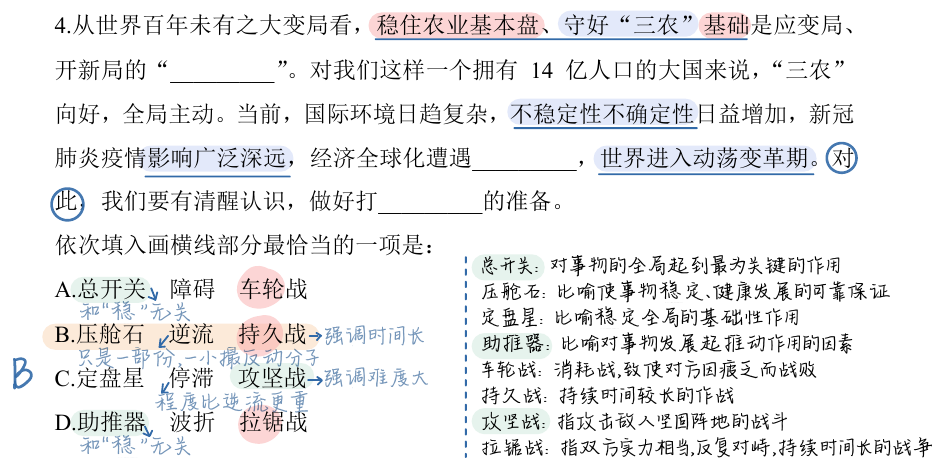 4.从世界百年未有之大变局看，稳住农业基本盘、守好“三农”基础是应变局、
开新局的“_________”。对我们这样一个拥有 14 亿人口的大国来说，“三农”
向好，全局主动。当前，国际环境日趋复杂，不稳定性不确定性日益增加，新冠
肺炎疫情影响广泛深远，经济全球化遭遇_________，世界进入动荡变革期。对
此，我们要有清醒认识，做好打_________的准备。
依次填入画横线部分最恰当的一项是：
A.总开关 障碍 车轮战
和“稳”无关
B.压舱石 逆流 持久战→强调时间长
只是一部份,一小撮反动分子
B
C.定盘星 停滞 攻坚战→强调难度大
程度比逆流更重
D.助推器 波折 拉锯战
和“稳”无关
总开关：对事物的全局起到最为关键的作用
压舱石：比喻使事物稳定、健康发展的可靠保证
定盘星：比喻稳定全局的基础性作用
助推器：比喻对事物发展起推动作用的因素
车轮战：消耗战,致使对方因疲乏而战败
持久战：持续时间较长的作战
攻坚战：指攻击敌人坚固阵地的战斗
拉锯战：指双方实力相当,反复对峙,持续时间长的战争